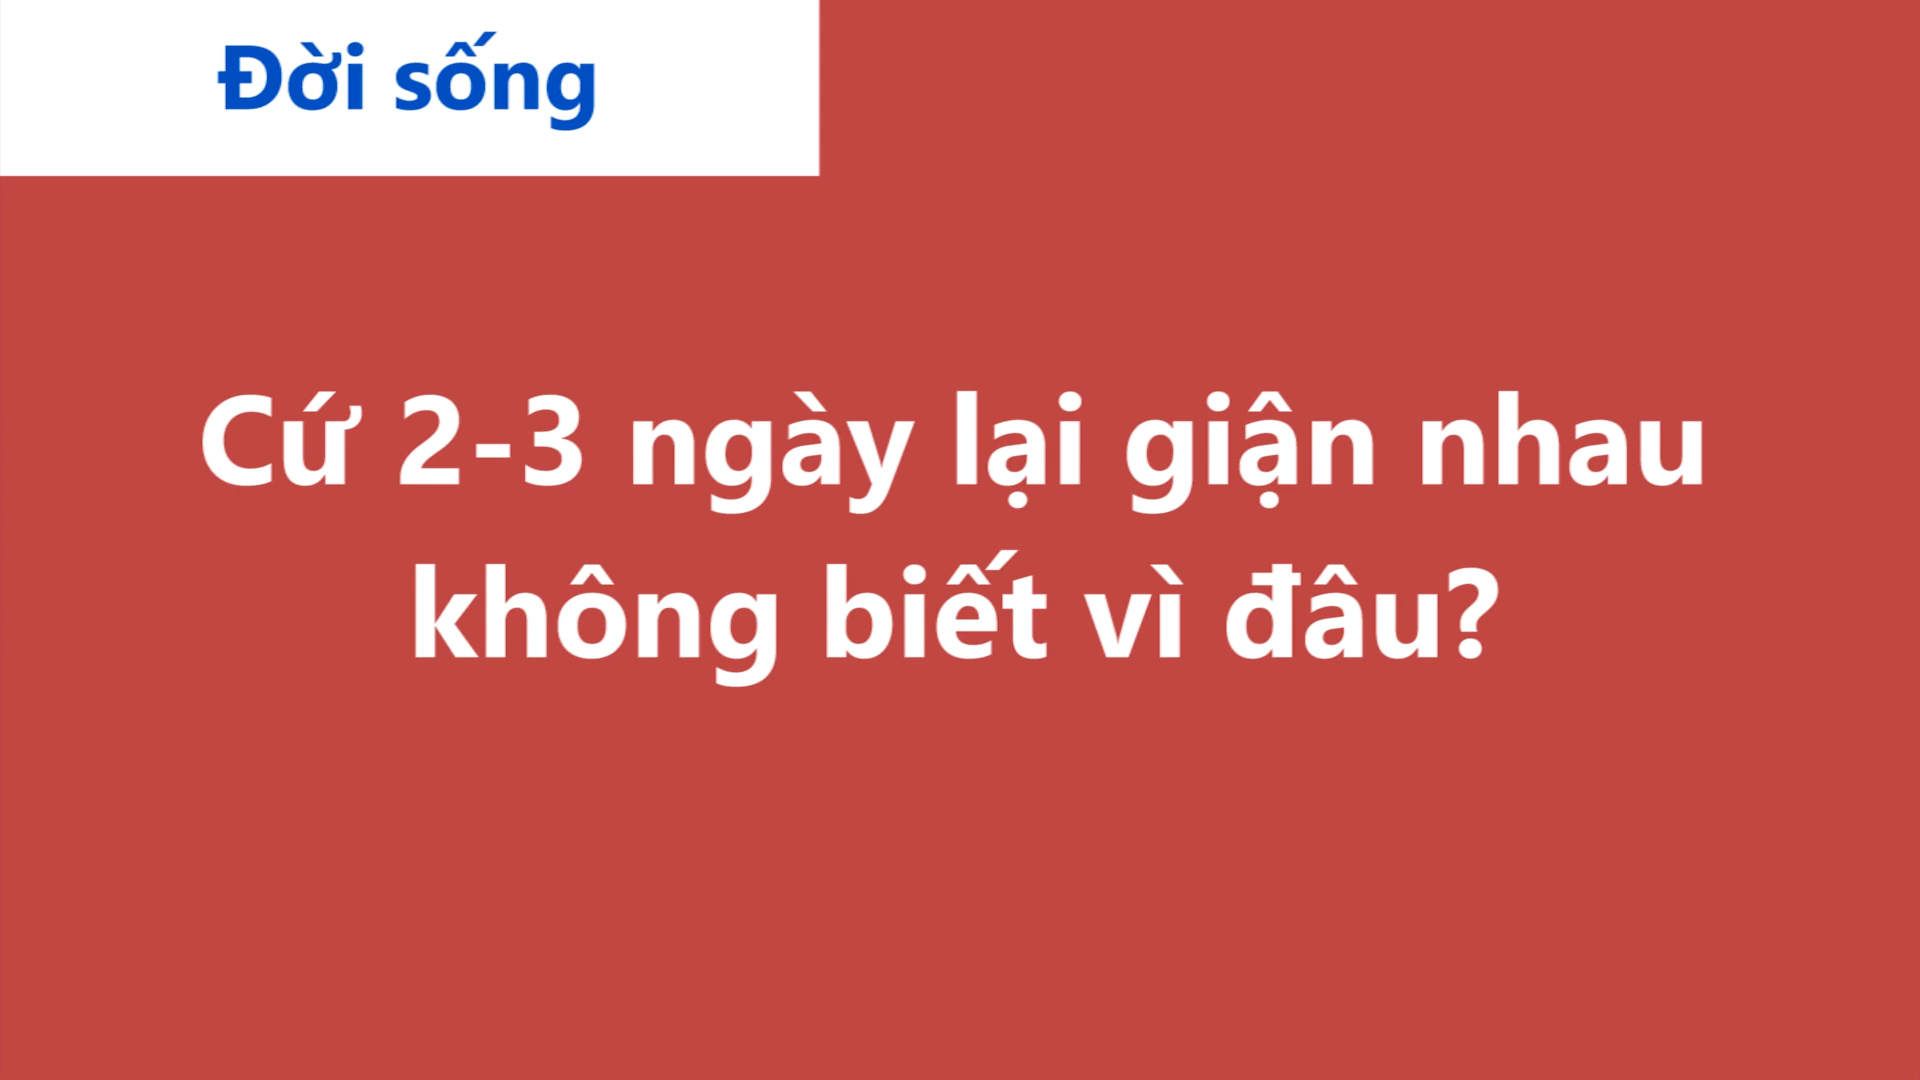 Đời sống
Cứ 2-3 ngày lại giận nhau
không biết vì đâu?